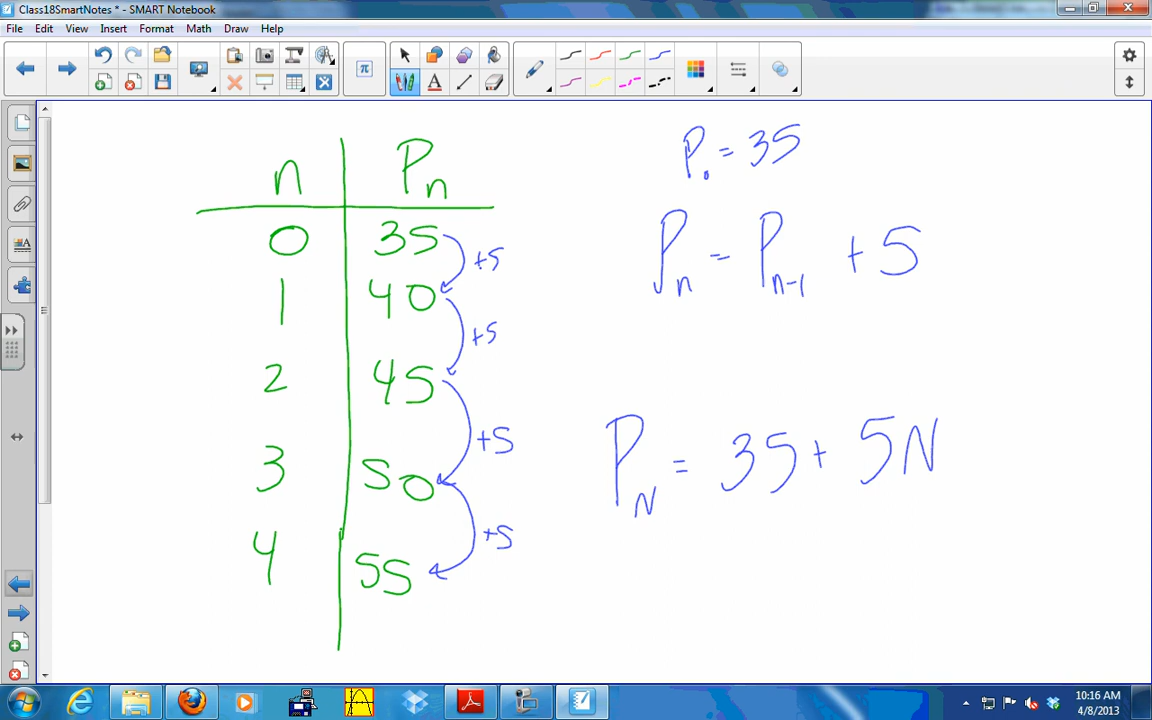 Class18SmartNotes * - SMART Notebook
File Edit View Insert Format Math Draw Help
π
A
n Pn
0 35
+5
1 40
+5
2 45
+5
3 50
+5
4 55
P0 = 35
Pn = Pn-1 + 5
PN = 35 + 5N
10:16 AM
4/8/2013